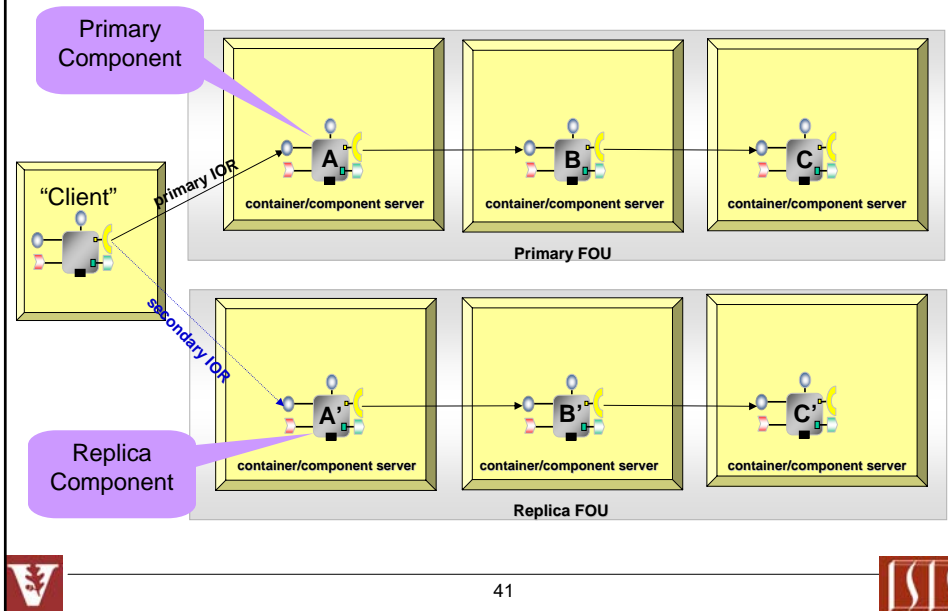 Primary
Component
A
B
C
"Client"
primary IOR
container/component server
container/component server
container/component server
Primary FOU
secondary IOR
A'
B'
C'
Replica
Component
container/component server
container/component server
container/component server
Replica FOU
41